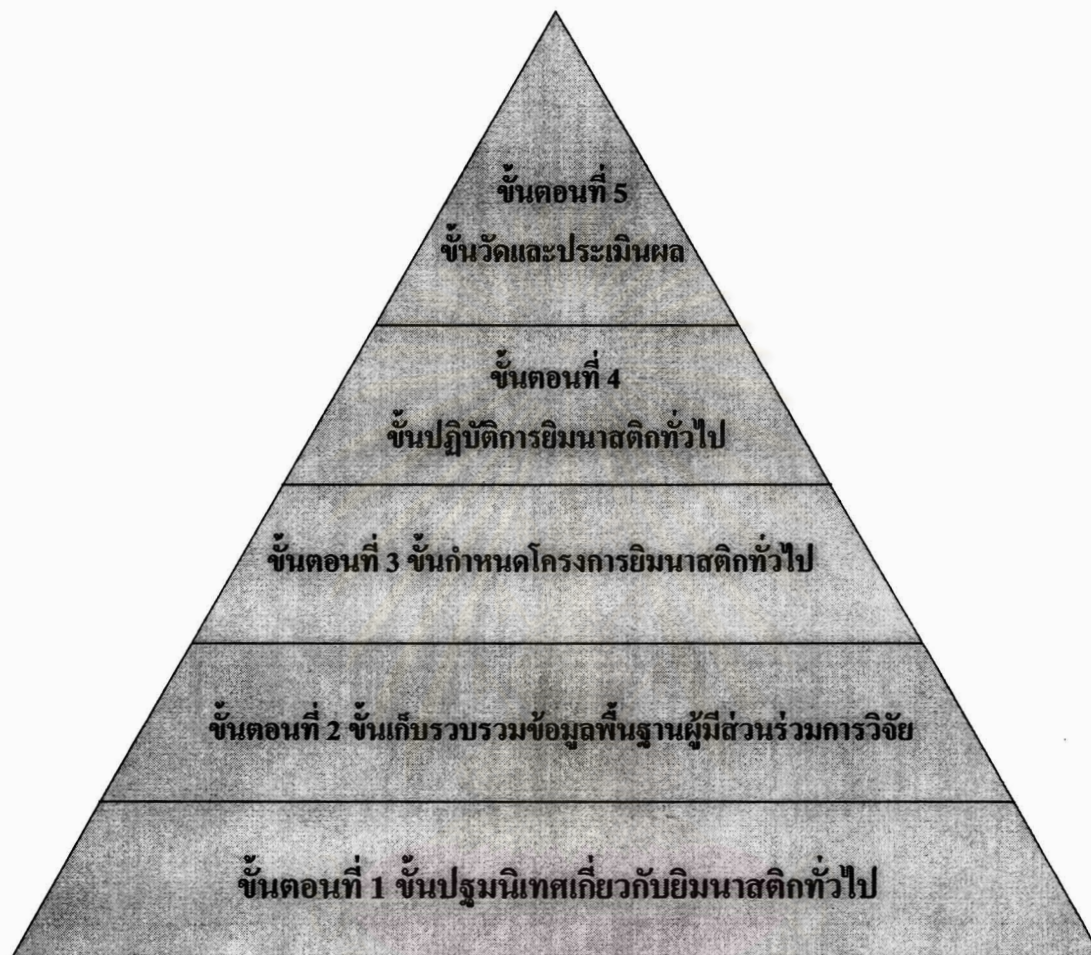 ขั้นตอนที่ 5
ขั้นวัดและประเมินผล
ขั้นตอนที่ 4
ขั้นปฏิบัติการยิมนาสติกทั่วไป
ขั้นตอนที่ 3 ขั้นกำหนดโครงการยิมนาสติกทั่วไป
ขั้นตอนที่ 2 ขั้นเก็บรวบรวมข้อมูลพื้นฐานผู้มีส่วนร่วมการวิจัย
ขั้นตอนที่ 1 ขั้นปฐมนิเทศเกี่ยวกับยิมนาสติกทั่วไป